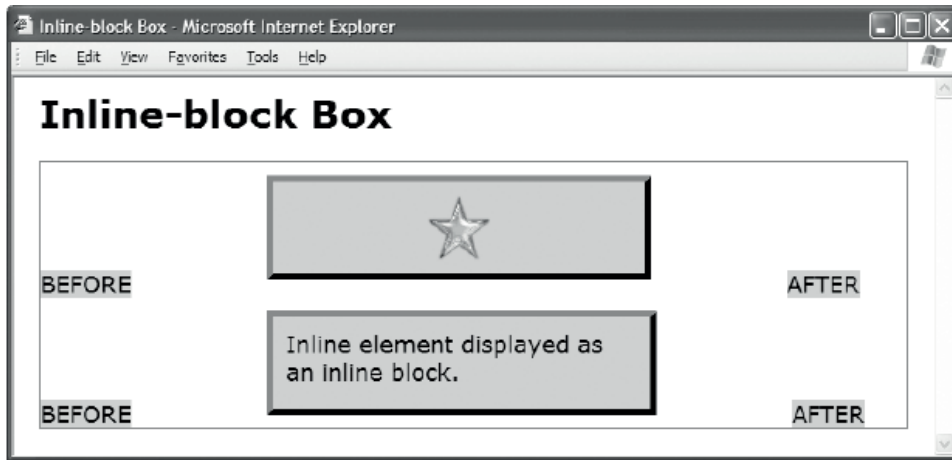 Inline-block Box - Microsoft Internet Explorer
File Edit View Favorites Tools Help
Inline-block Box
BEFORE AFTER
Inline element displayed as
an inline block.
BEFORE AFTER